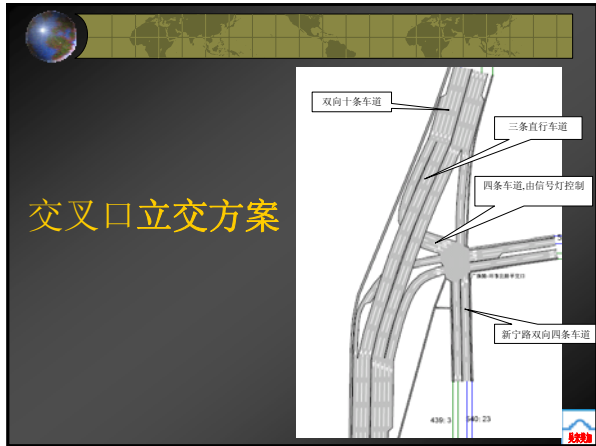 双向十条车道
三条直行车道
四条车道,由信号灯控制
交叉口立交方案
新宁路双向四条车道
439: 3
540: 23